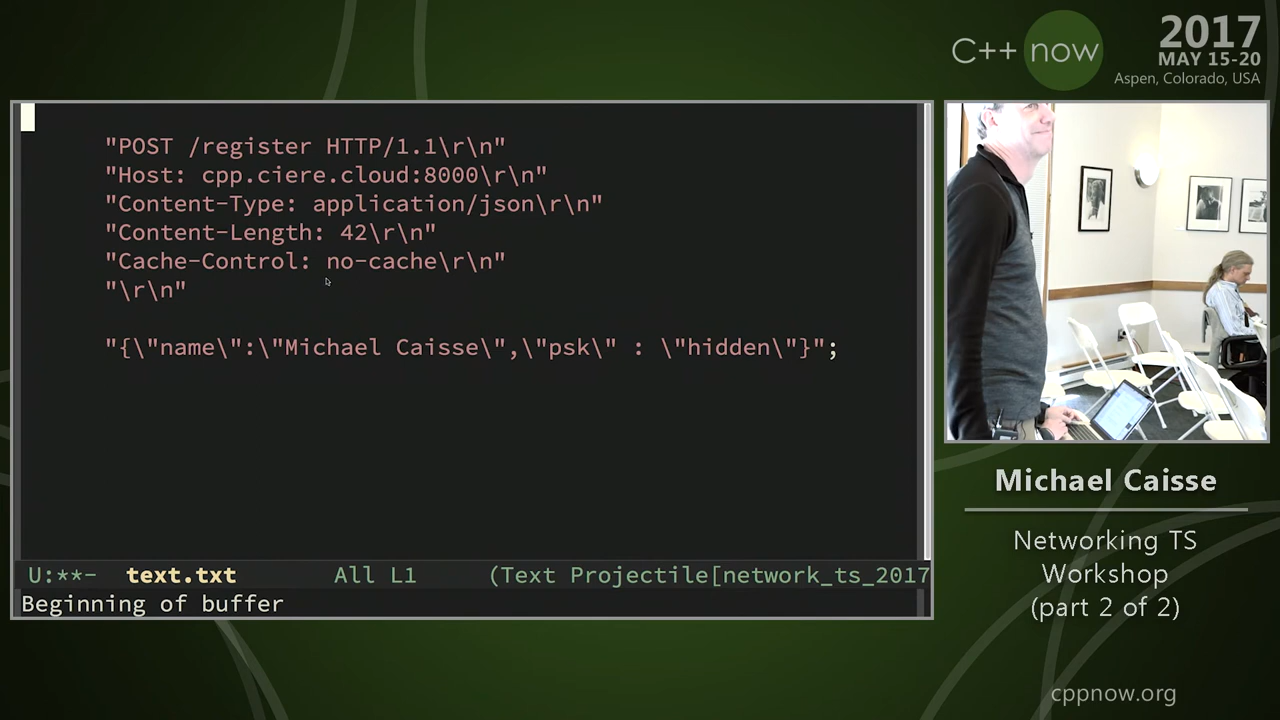 C++ now
2017
MAY 15-20
Aspen, Colorado, USA
"POST /register HTTP/1.1\r\n"
"Host: cpp.ciere.cloud:8000\r\n"
"Content-Type: application/json\r\n"
"Content-Length: 42\r\n"
"Cache-Control: no-cache\r\n"
"\r\n"
"{\"name\":\"Michael Caisse\",\"psk\" : \"hidden\"}";
U:**- text.txt All L1 (Text Projectile[network_ts_2017
Beginning of buffer
Michael Caisse
Networking TS
Workshop
(part 2 of 2)
cppnow.org